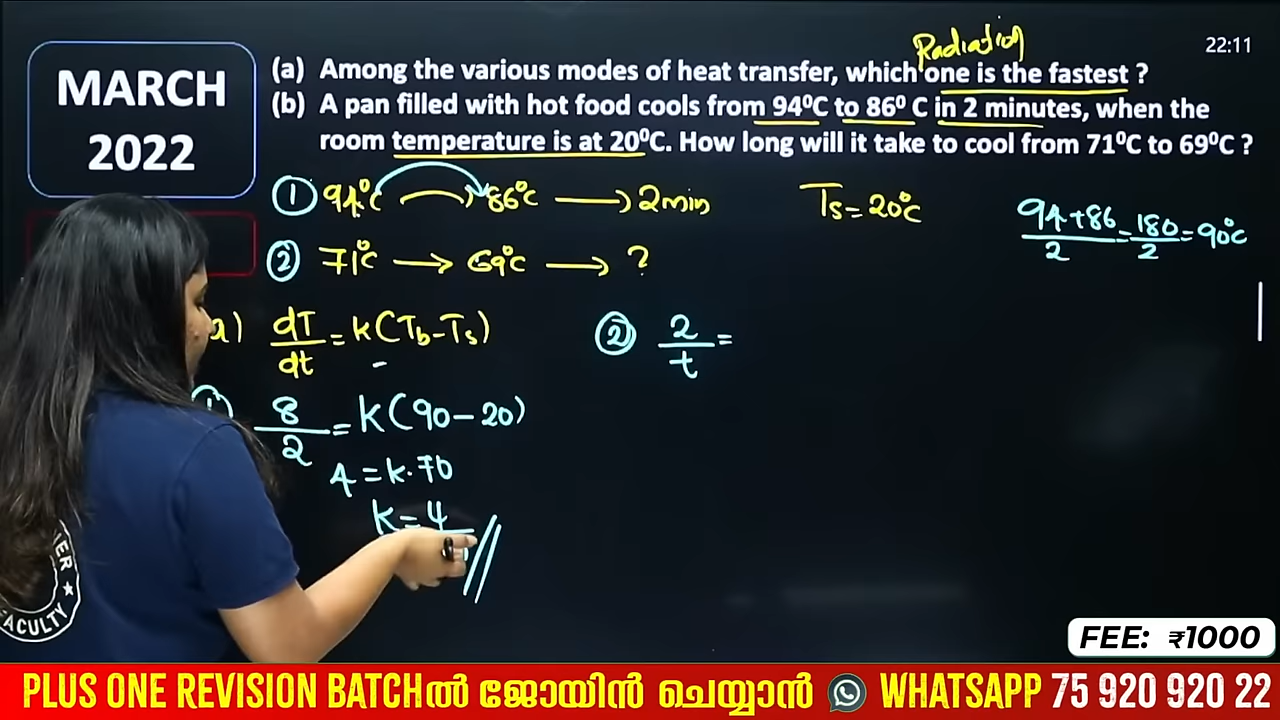 22:11
Radiation
MARCH
2022
(a) Among the various modes of heat transfer, which one is the fastest ?
(b) A pan filled with hot food cools from 94⁰C to 86⁰ C in 2 minutes, when the
room temperature is at 20⁰C. How long will it take to cool from 71⁰C to 69⁰C ?
① 94°C 86°C → 2min
Ts = 20°C
94+86/2 = 180/2 = 90°C
② 71°C → 69°C → ?
a) dT/dt = k(Tb-Ts)
② 2/t =
8/2 = k(90-20)
4 = k·70
k = 4
ER ★
FACULTY
FEE: ₹1000
PLUS ONE REVISION BATCHൽ ജോയിൻ ചെയ്യാൻ WHATSAPP 75 920 920 22